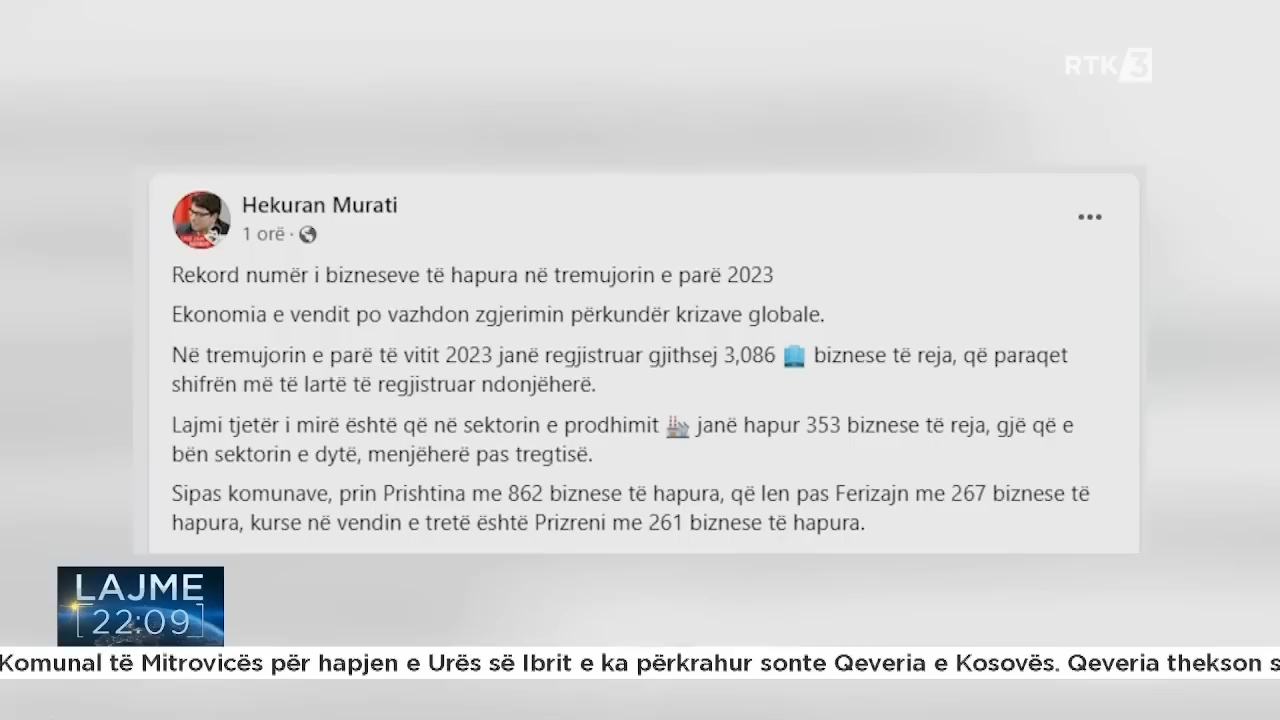 RTK 3
Hekuran Murati
1 orë ·
Rekord numër i bizneseve të hapura në tremujorin e parë 2023
Ekonomia e vendit po vazhdon zgjerimin përkundër krizave globale.
Në tremujorin e parë të vitit 2023 janë regjistruar gjithsej 3,086 biznese të reja, që paraqet
shifrën më të lartë të regjistruar ndonjëherë.
Lajmi tjetër i mirë është që në sektorin e prodhimit janë hapur 353 biznese të reja, gjë që e
bën sektorin e dytë, menjëherë pas tregtisë.
Sipas komunave, prin Prishtina me 862 biznese të hapura, që len pas Ferizajn me 267 biznese të
hapura, kurse në vendin e tretë është Prizreni me 261 biznese të hapura.
LAJME
[22:09]
Komunal të Mitrovicës për hapjen e Urës së Ibrit e ka përkrahur sonte Qeveria e Kosovës. Qeveria thekson s